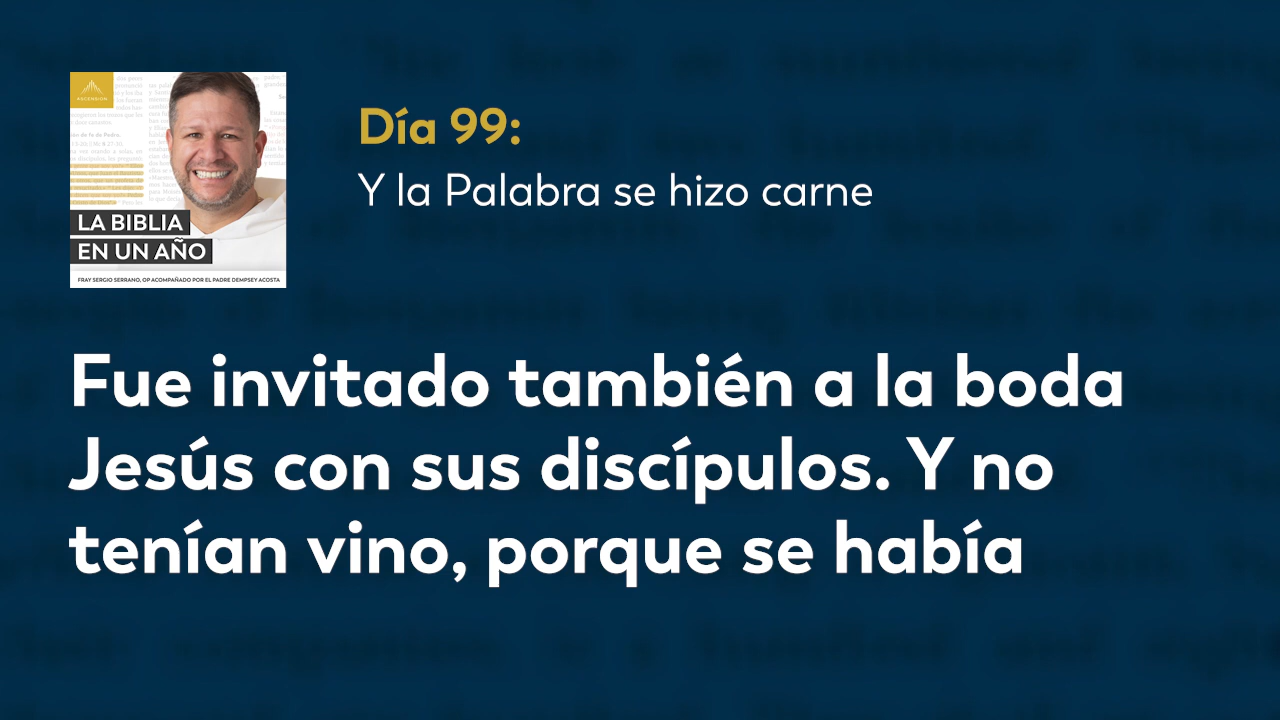 ASCENSION
LA BIBLIA
EN UN AÑO
FRAY SERGIO SERRANO, OP ACOMPAÑADO POR EL PADRE DEMPSEY ACOSTA
Día 99:
Y la Palabra se hizo carne
Fue invitado también a la boda
Jesús con sus discípulos. Y no
tenían vino, porque se había